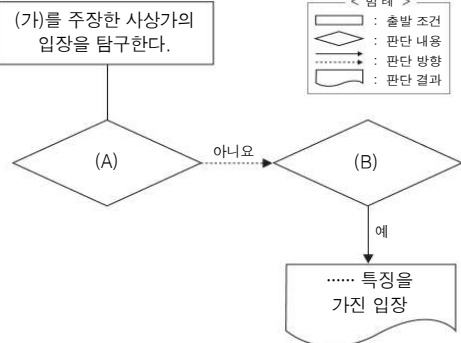 (가)를 주장한 사상가의
입장을 탐구한다.
< 범 례 >
: 출발 조건
: 판단 내용
: 판단 방향
: 판단 결과
(A)
아니요
(B)
예
…… 특징을
가진 입장